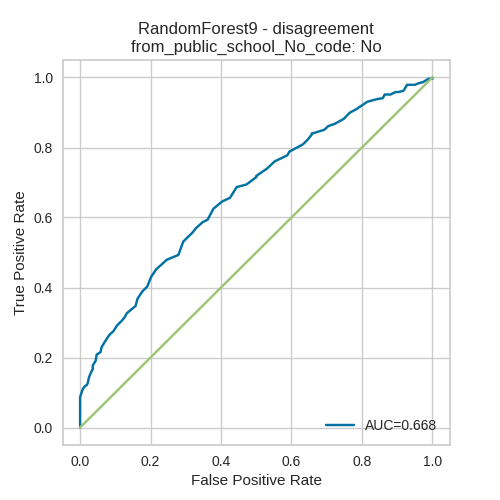 RandomForest9 - disagreement
from_public_school_No_code: No
True Positive Rate
1.0
0.8
0.6
0.4
0.2
0.0
AUC=0.668
0.0 0.2 0.4 0.6 0.8 1.0
False Positive Rate